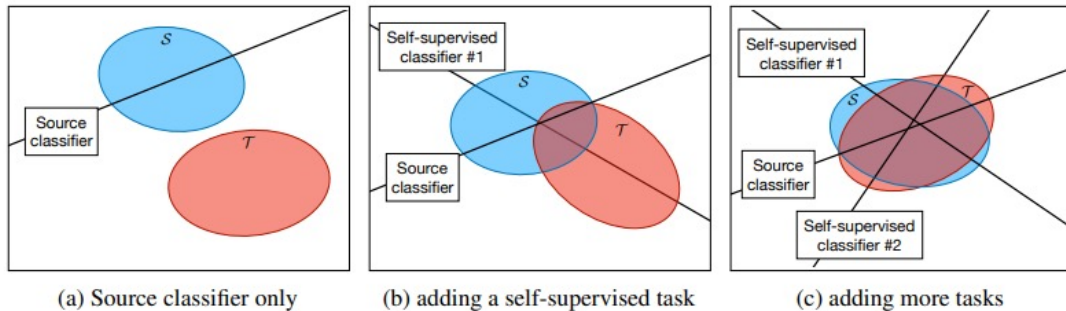 S
Source
classifier
T
(a) Source classifier only
Self-supervised
classifier #1
S
T
Source
classifier
(b) adding a self-supervised task
Self-supervised
classifier #1
S
T
Source
classifier
Self-supervised
classifier #2
(c) adding more tasks